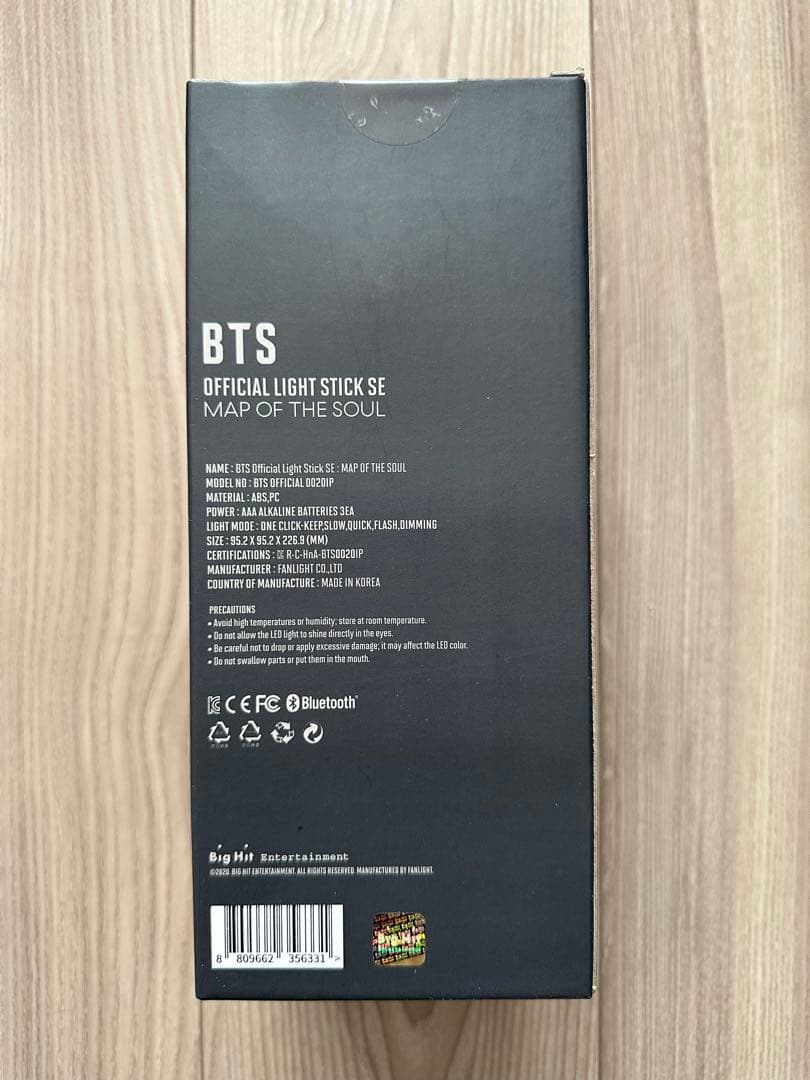 BTS
OFFICIAL LIGHT STICK SE
MAP OF THE SOUL
NAME : BTS Official Light Stick SE : MAP OF THE SOUL
MODEL NO : BTS OFFICIAL 0020IP
MATERIAL : ABS,PC
POWER : AAA ALKALINE BATTERIES 3EA
LIGHT MODE : ONE CLICK-KEEP,SLOW,QUICK,FLASH,DIMMING
SIZE : 95.2 X 95.2 X 226.9 (MM)
CERTIFICATIONS : R-C-HnA-BTS0020IP
MANUFACTURER : FANLIGHT CO.,LTD
COUNTRY OF MANUFACTURE : MADE IN KOREA
PRECAUTIONS
• Avoid high temperatures or humidity; store at room temperature.
• Do not allow the LED light to shine directly in the eyes.
• Be careful not to drop or apply excessive damage; it may affect the LED color.
• Do not swallow parts or put them in the mouth.
CE FC Bluetooth®
Big Hit Entertainment
©2020. BIG HIT ENTERTAINMENT. ALL RIGHTS RESERVED. MANUFACTURED BY FANLIGHT.
8 809662 356331 >